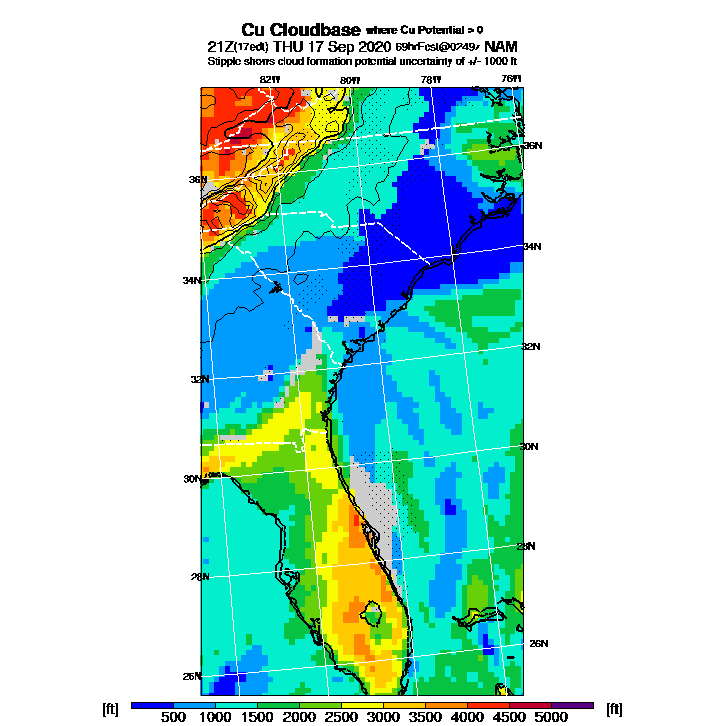 Cu Cloudbase where Cu Potential > 0
21Z(17edt) THU 17 Sep 2020 69hrFcst@0249z NAM
Stipple shows cloud formation potential uncertainty of +/- 1000 ft
82W 80W 78W 76W
36N
36N
34N
34N
32N
32N
30N
30N
28N
28N
26N
26N
[ft] 500 1000 1500 2000 2500 3000 3500 4000 4500 5000 [ft]